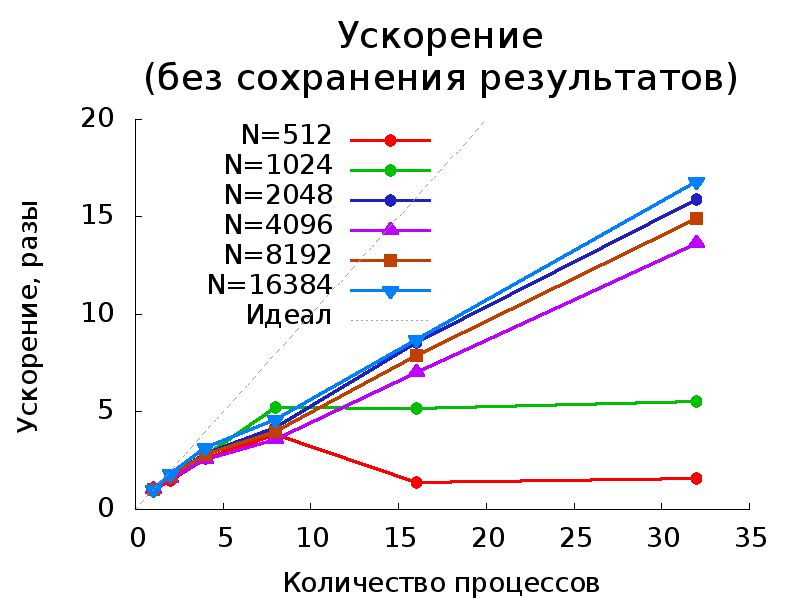 Ускорение
(без сохранения результатов)
20
15
10
5
0
N=512
N=1024
N=2048
N=4096
N=8192
N=16384
Идеал
Ускорение, разы
0 5 10 15 20 25 30 35
Количество процессов